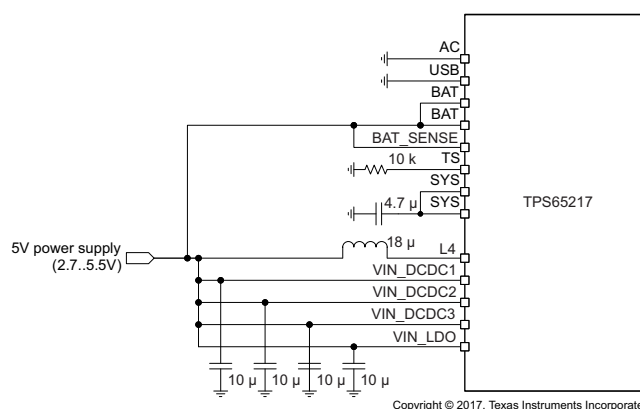 AC
USB
BAT
BAT
BAT_SENSE
10 k
TS
SYS
4.7 µ
SYS
TPS65217
5V power supply
(2.7..5.5V)
18 µ
L4
VIN_DCDC1
VIN_DCDC2
VIN_DCDC3
VIN_LDO
10 µ
10 µ
10 µ
10 µ
Copyright © 2017, Texas Instruments Incorporate